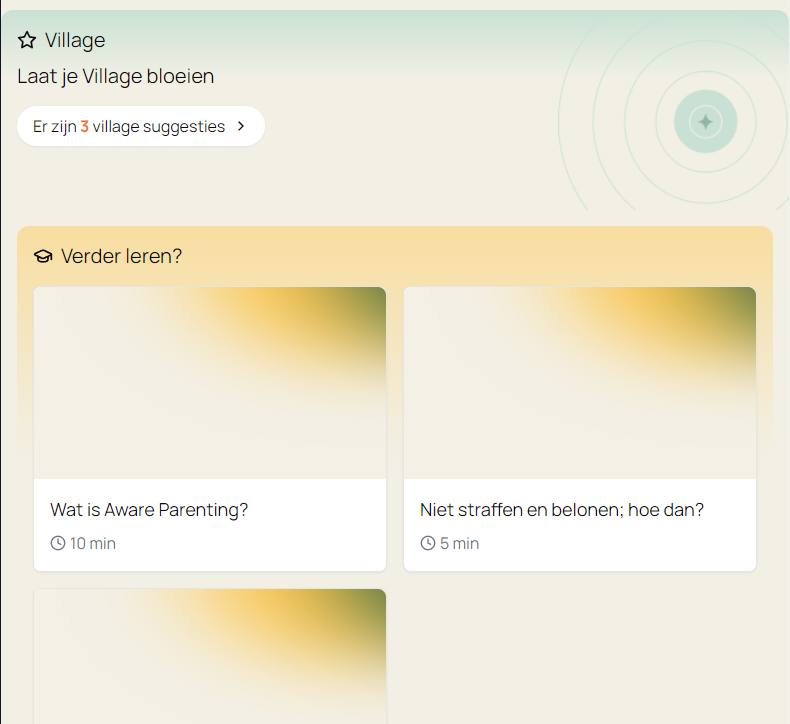 Village
Laat je Village bloeien
Er zijn 3 village suggesties
Verder leren?
Wat is Aware Parenting?
Niet straffen en belonen; hoe dan?
10 min
5 min